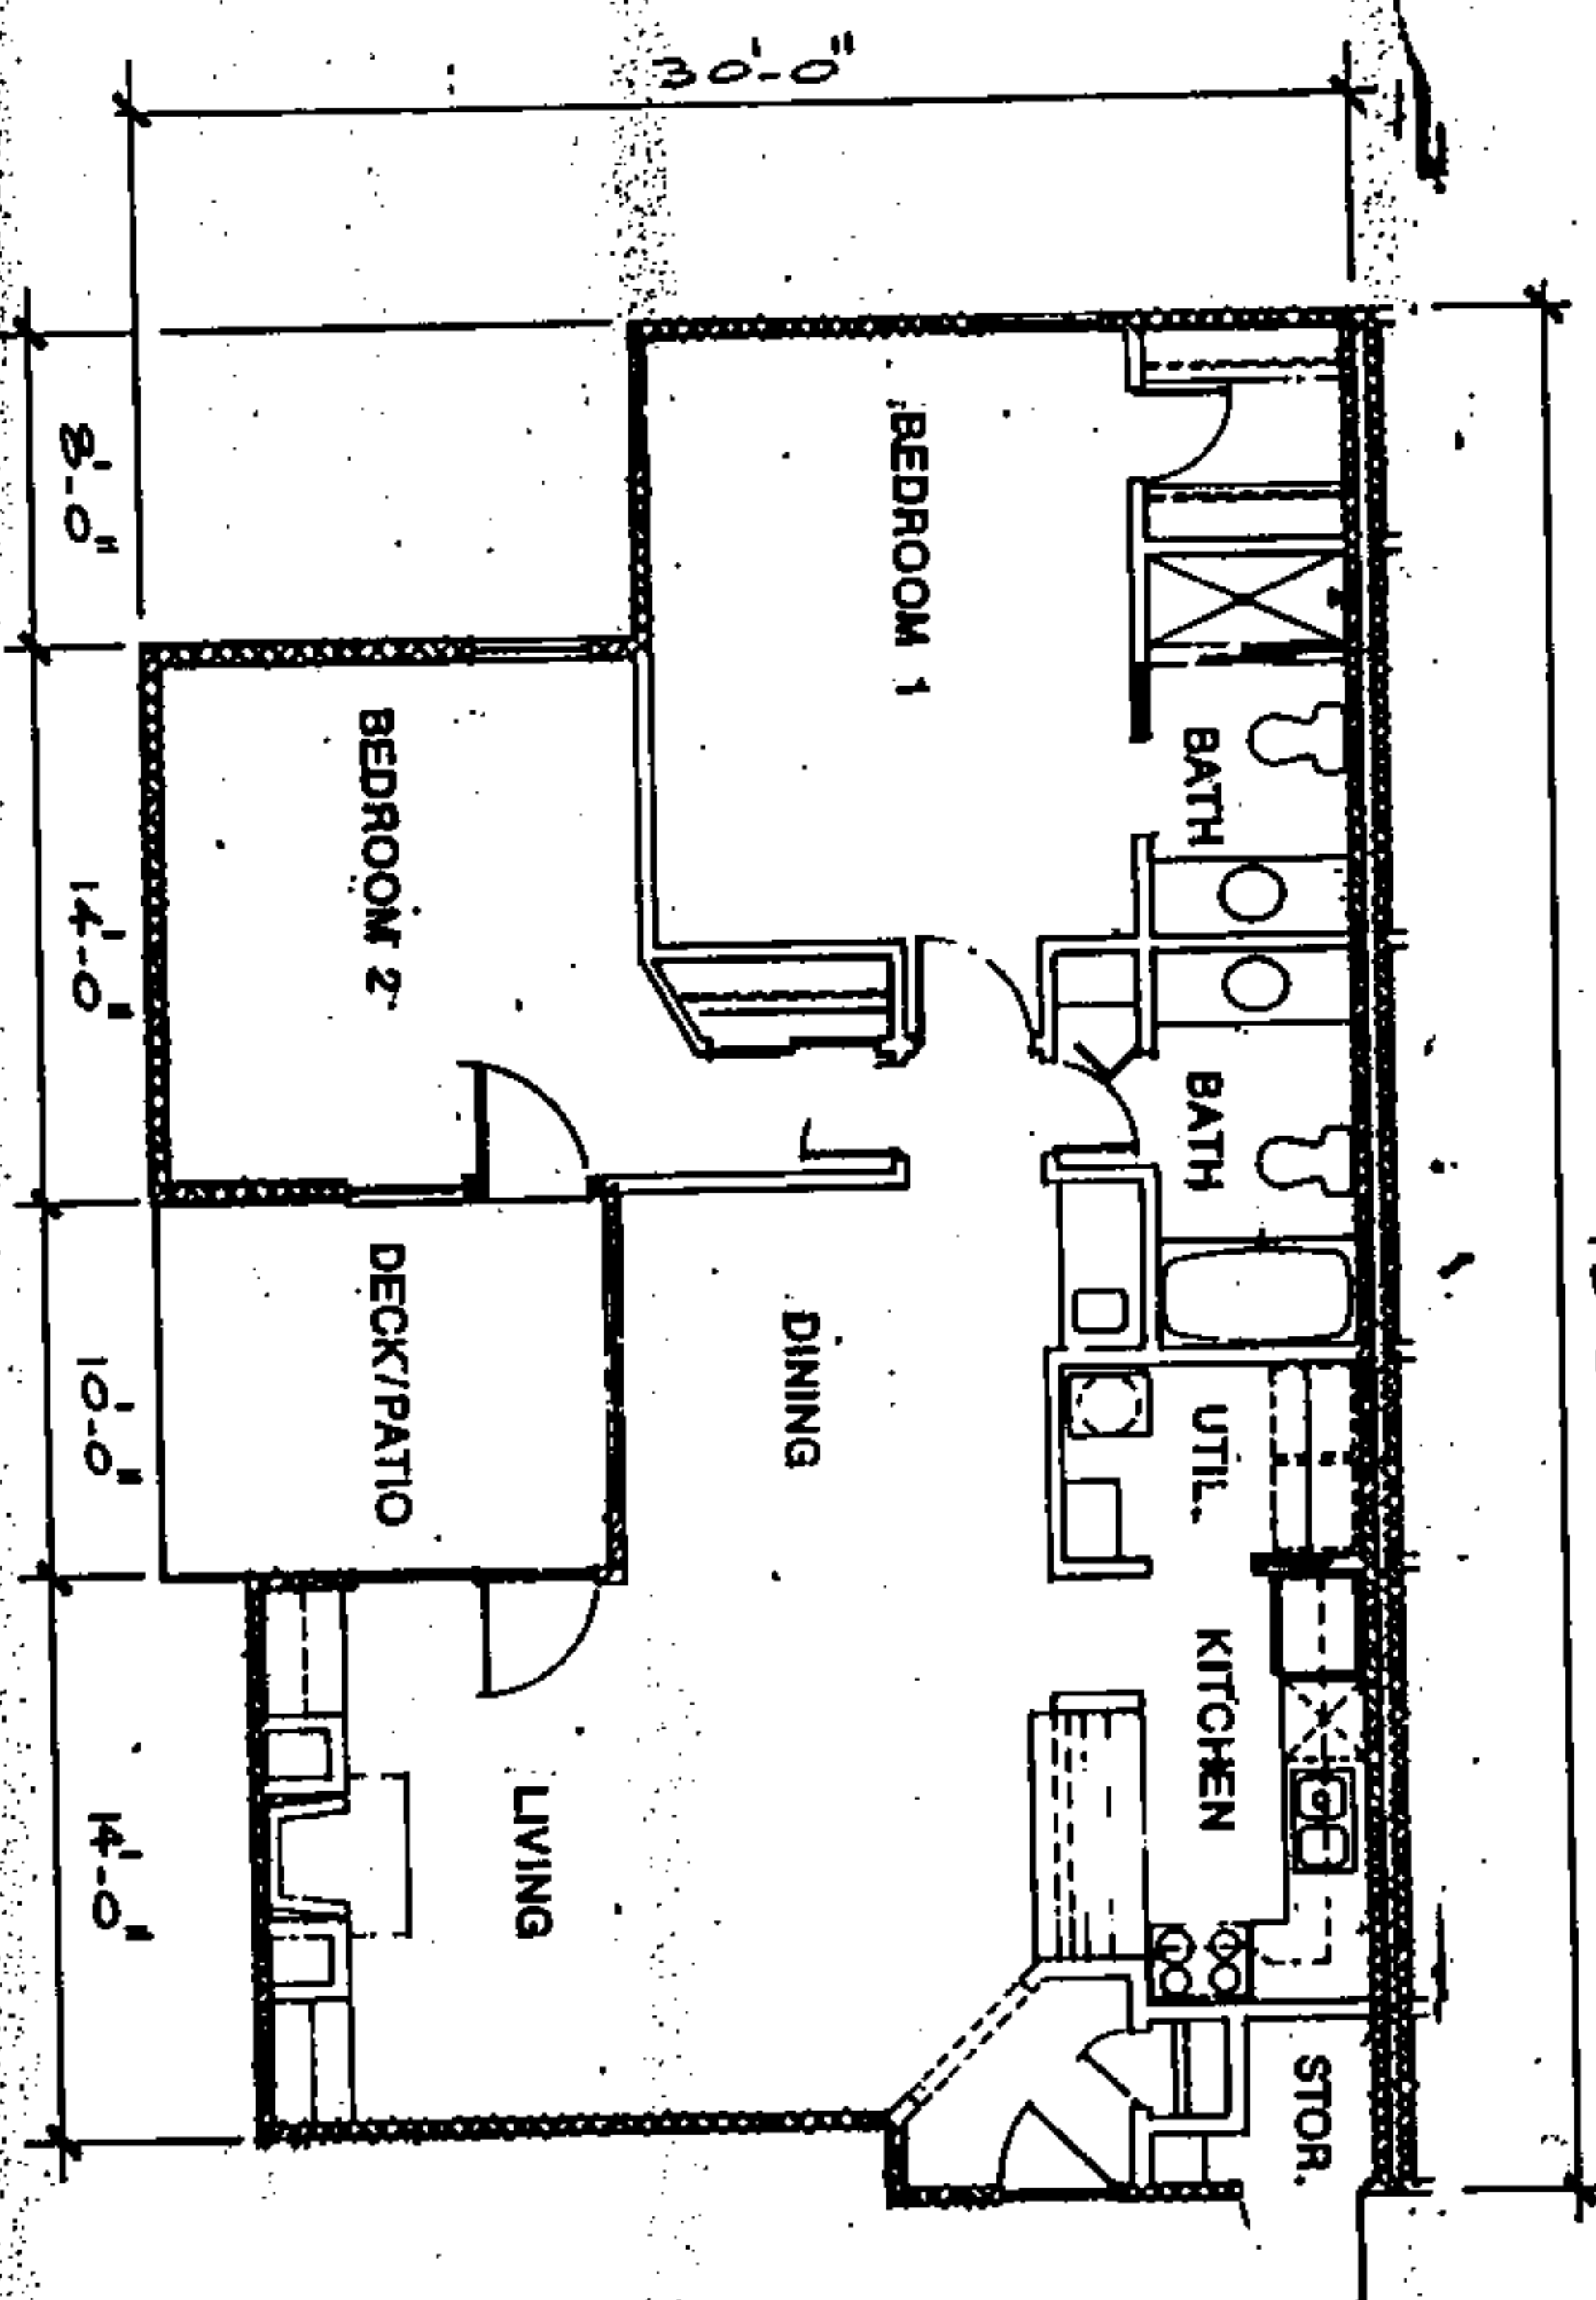 30'-0"
8'-0"
14'-0"
10'-0"
14'-0"
BEDROOM 1
BATH
BEDROOM 2
BATH
DECK/PATIO
DINING
UTIL.
KITCHEN
LIVING
STOR.